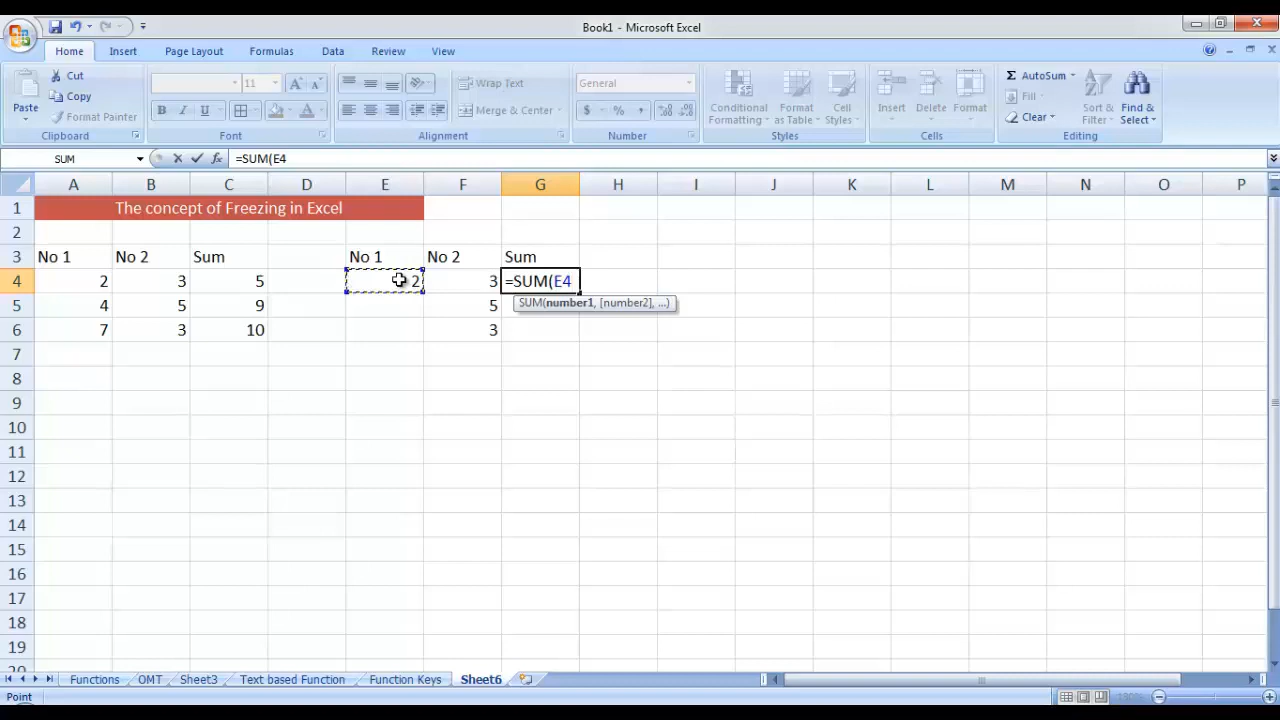 Book1 - Microsoft Excel
Home Insert Page Layout Formulas Data Review View
Paste Cut Copy Format Painter
11 Wrap Text Merge & Center
B I U A A A
General $ % ,
Conditional Formatting Format as Table Cell Styles
Insert Delete Format
Σ AutoSum Fill Clear Sort & Filter Find & Select
Clipboard Font Alignment Number Styles Cells Editing
SUM fx =SUM(E4
A B C D E F G H I J K L M N O P
1 The concept of Freezing in Excel
2
3 No 1 No 2 Sum No 1 No 2 Sum
4 2 3 5 2 3 =SUM(E4
SUM(number1, [number2], ...)
5 4 5 9 5
6 7 3 10 3
7
8
9
10
11
12
13
14
15
16
17
18
19
20
Functions OMT Sheet3 Text based Function Function Keys Sheet6
Point